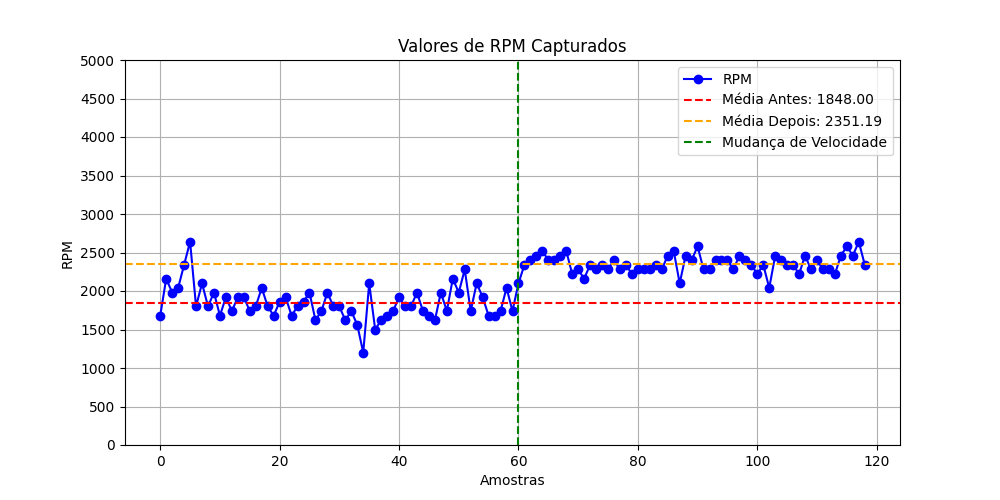 Valores de RPM Capturados
5000
4500
4000
3500
3000
2500
2000
1500
1000
500
0
RPM
RPM
Média Antes: 1848.00
Média Depois: 2351.19
Mudança de Velocidade
0 20 40 60 80 100 120
Amostras